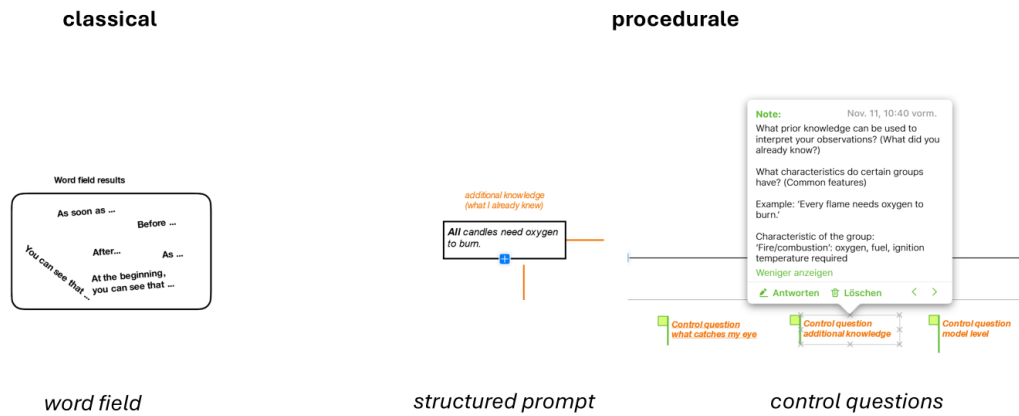 classical
procedurale
Word field results
As soon as ...
Before ...
After...
As ...
You can see that ...
At the beginning,
you can see that ...
additional knowledge
(what I already knew)
All candles need oxygen
to burn.
Note:
Nov. 11, 10:40 vorm.
What prior knowledge can be used to
interpret your observations? (What did you
already know?)
What characteristics do certain groups
have? (Common features)
Example: ‘Every flame needs oxygen to
burn.’
Characteristic of the group:
‘Fire/combustion’: oxygen, fuel, ignition
temperature required
Weniger anzeigen
Antworten
Löschen
Control question
what catches my eye
Control question
additional knowledge
Control question
model level
word field
structured prompt
control questions